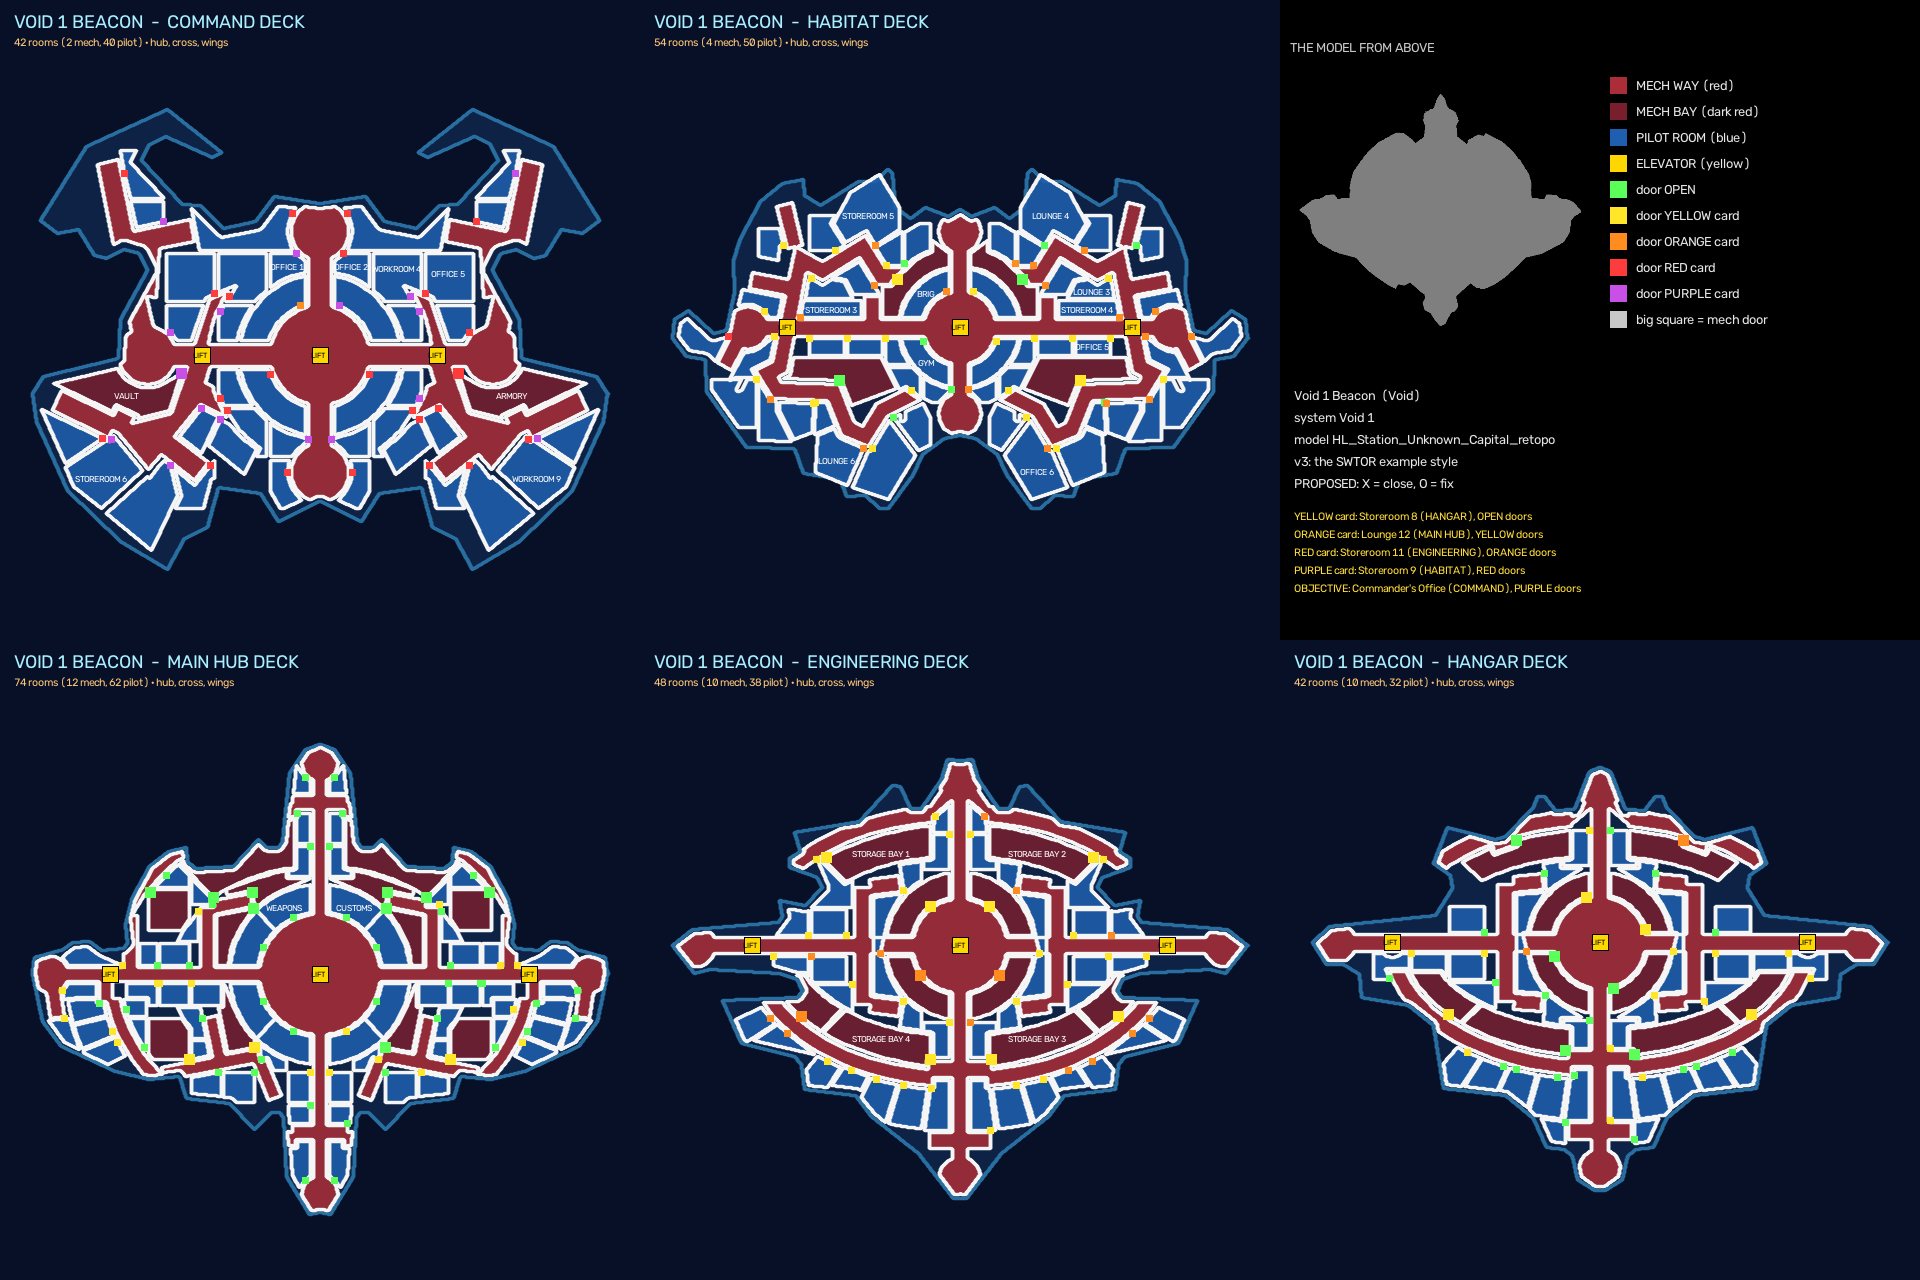 VOID 1 BEACON - COMMAND DECK
42 rooms (2 mech, 40 pilot) • hub, cross, wings
OFFICE 1
OFFICE 2
WORKROOM 4
OFFICE 5
LIFT
LIFT
LIFT
VAULT
ARMORY
STOREROOM 6
WORKROOM 9
VOID 1 BEACON - HABITAT DECK
54 rooms (4 mech, 50 pilot) • hub, cross, wings
STOREROOM 5
LOUNGE 4
BRIG
LOUNGE 3
STOREROOM 3
STOREROOM 4
LIFT
LIFT
LIFT
OFFICE 5
GYM
LOUNGE 6
OFFICE 6
THE MODEL FROM ABOVE
MECH WAY (red)
MECH BAY (dark red)
PILOT ROOM (blue)
ELEVATOR (yellow)
door OPEN
door YELLOW card
door ORANGE card
door RED card
door PURPLE card
big square = mech door
Void 1 Beacon (Void)
system Void 1
model HL_Station_Unknown_Capital_retopo
v3: the SWTOR example style
PROPOSED: X = close, O = fix
YELLOW card: Storeroom 8 (HANGAR), OPEN doors
ORANGE card: Lounge 12 (MAIN HUB), YELLOW doors
RED card: Storeroom 11 (ENGINEERING), ORANGE doors
PURPLE card: Storeroom 9 (HABITAT), RED doors
OBJECTIVE: Commander's Office (COMMAND), PURPLE doors
VOID 1 BEACON - MAIN HUB DECK
74 rooms (12 mech, 62 pilot) • hub, cross, wings
WEAPONS
CUSTOMS
LIFT
LIFT
LIFT
VOID 1 BEACON - ENGINEERING DECK
48 rooms (10 mech, 38 pilot) • hub, cross, wings
STORAGE BAY 1
STORAGE BAY 2
LIFT
LIFT
LIFT
STORAGE BAY 4
STORAGE BAY 3
VOID 1 BEACON - HANGAR DECK
42 rooms (10 mech, 32 pilot) • hub, cross, wings
LIFT
LIFT
LIFT